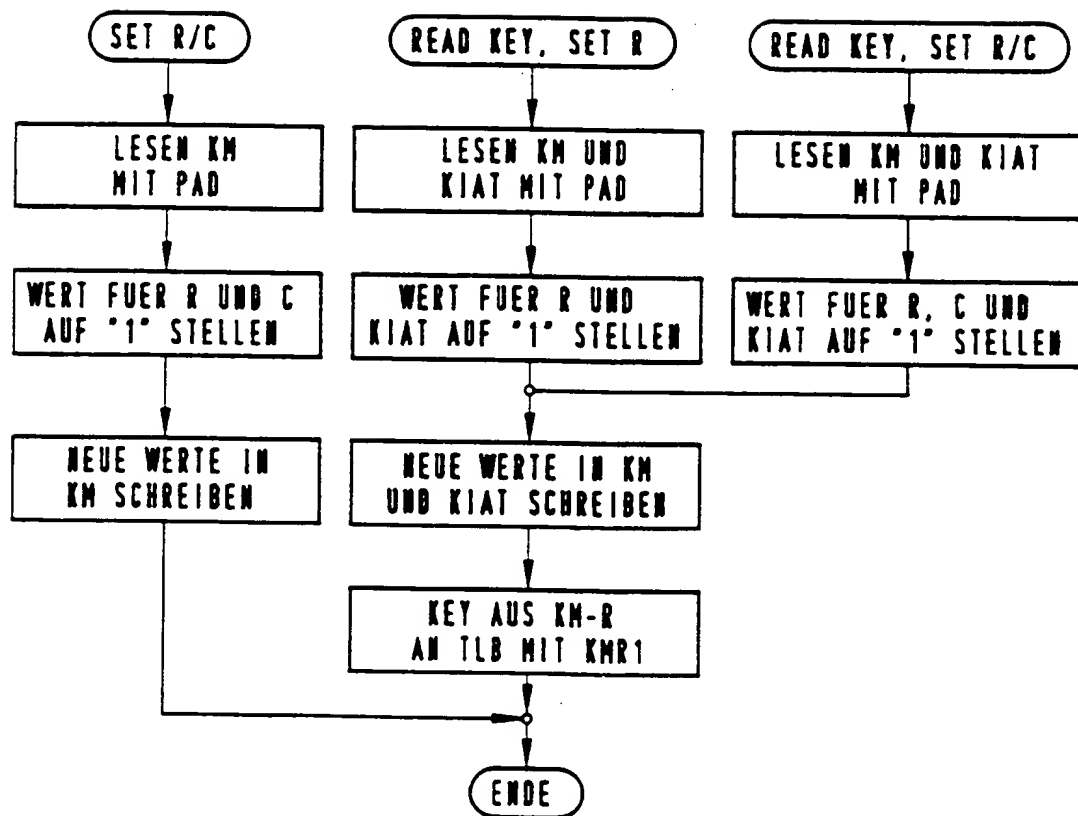 SET R/C
READ KEY, SET R
READ KEY, SET R/C
LESEN KM
MIT PAD
LESEN KM UND
KIAT MIT PAD
LESEN KM UND KIAT
MIT PAD
WERT FUER R UND C
AUF "1" STELLEN
WERT FUER R UND
KIAT AUF "1" STELLEN
WERT FUER R, C UND
KIAT AUF "1" STELLEN
NEUE WERTE IN
KM SCHREIBEN
NEUE WERTE IN KM
UND KIAT SCHREIBEN
KEY AUS KM-R
AN TLB MIT KMR1
ENDE